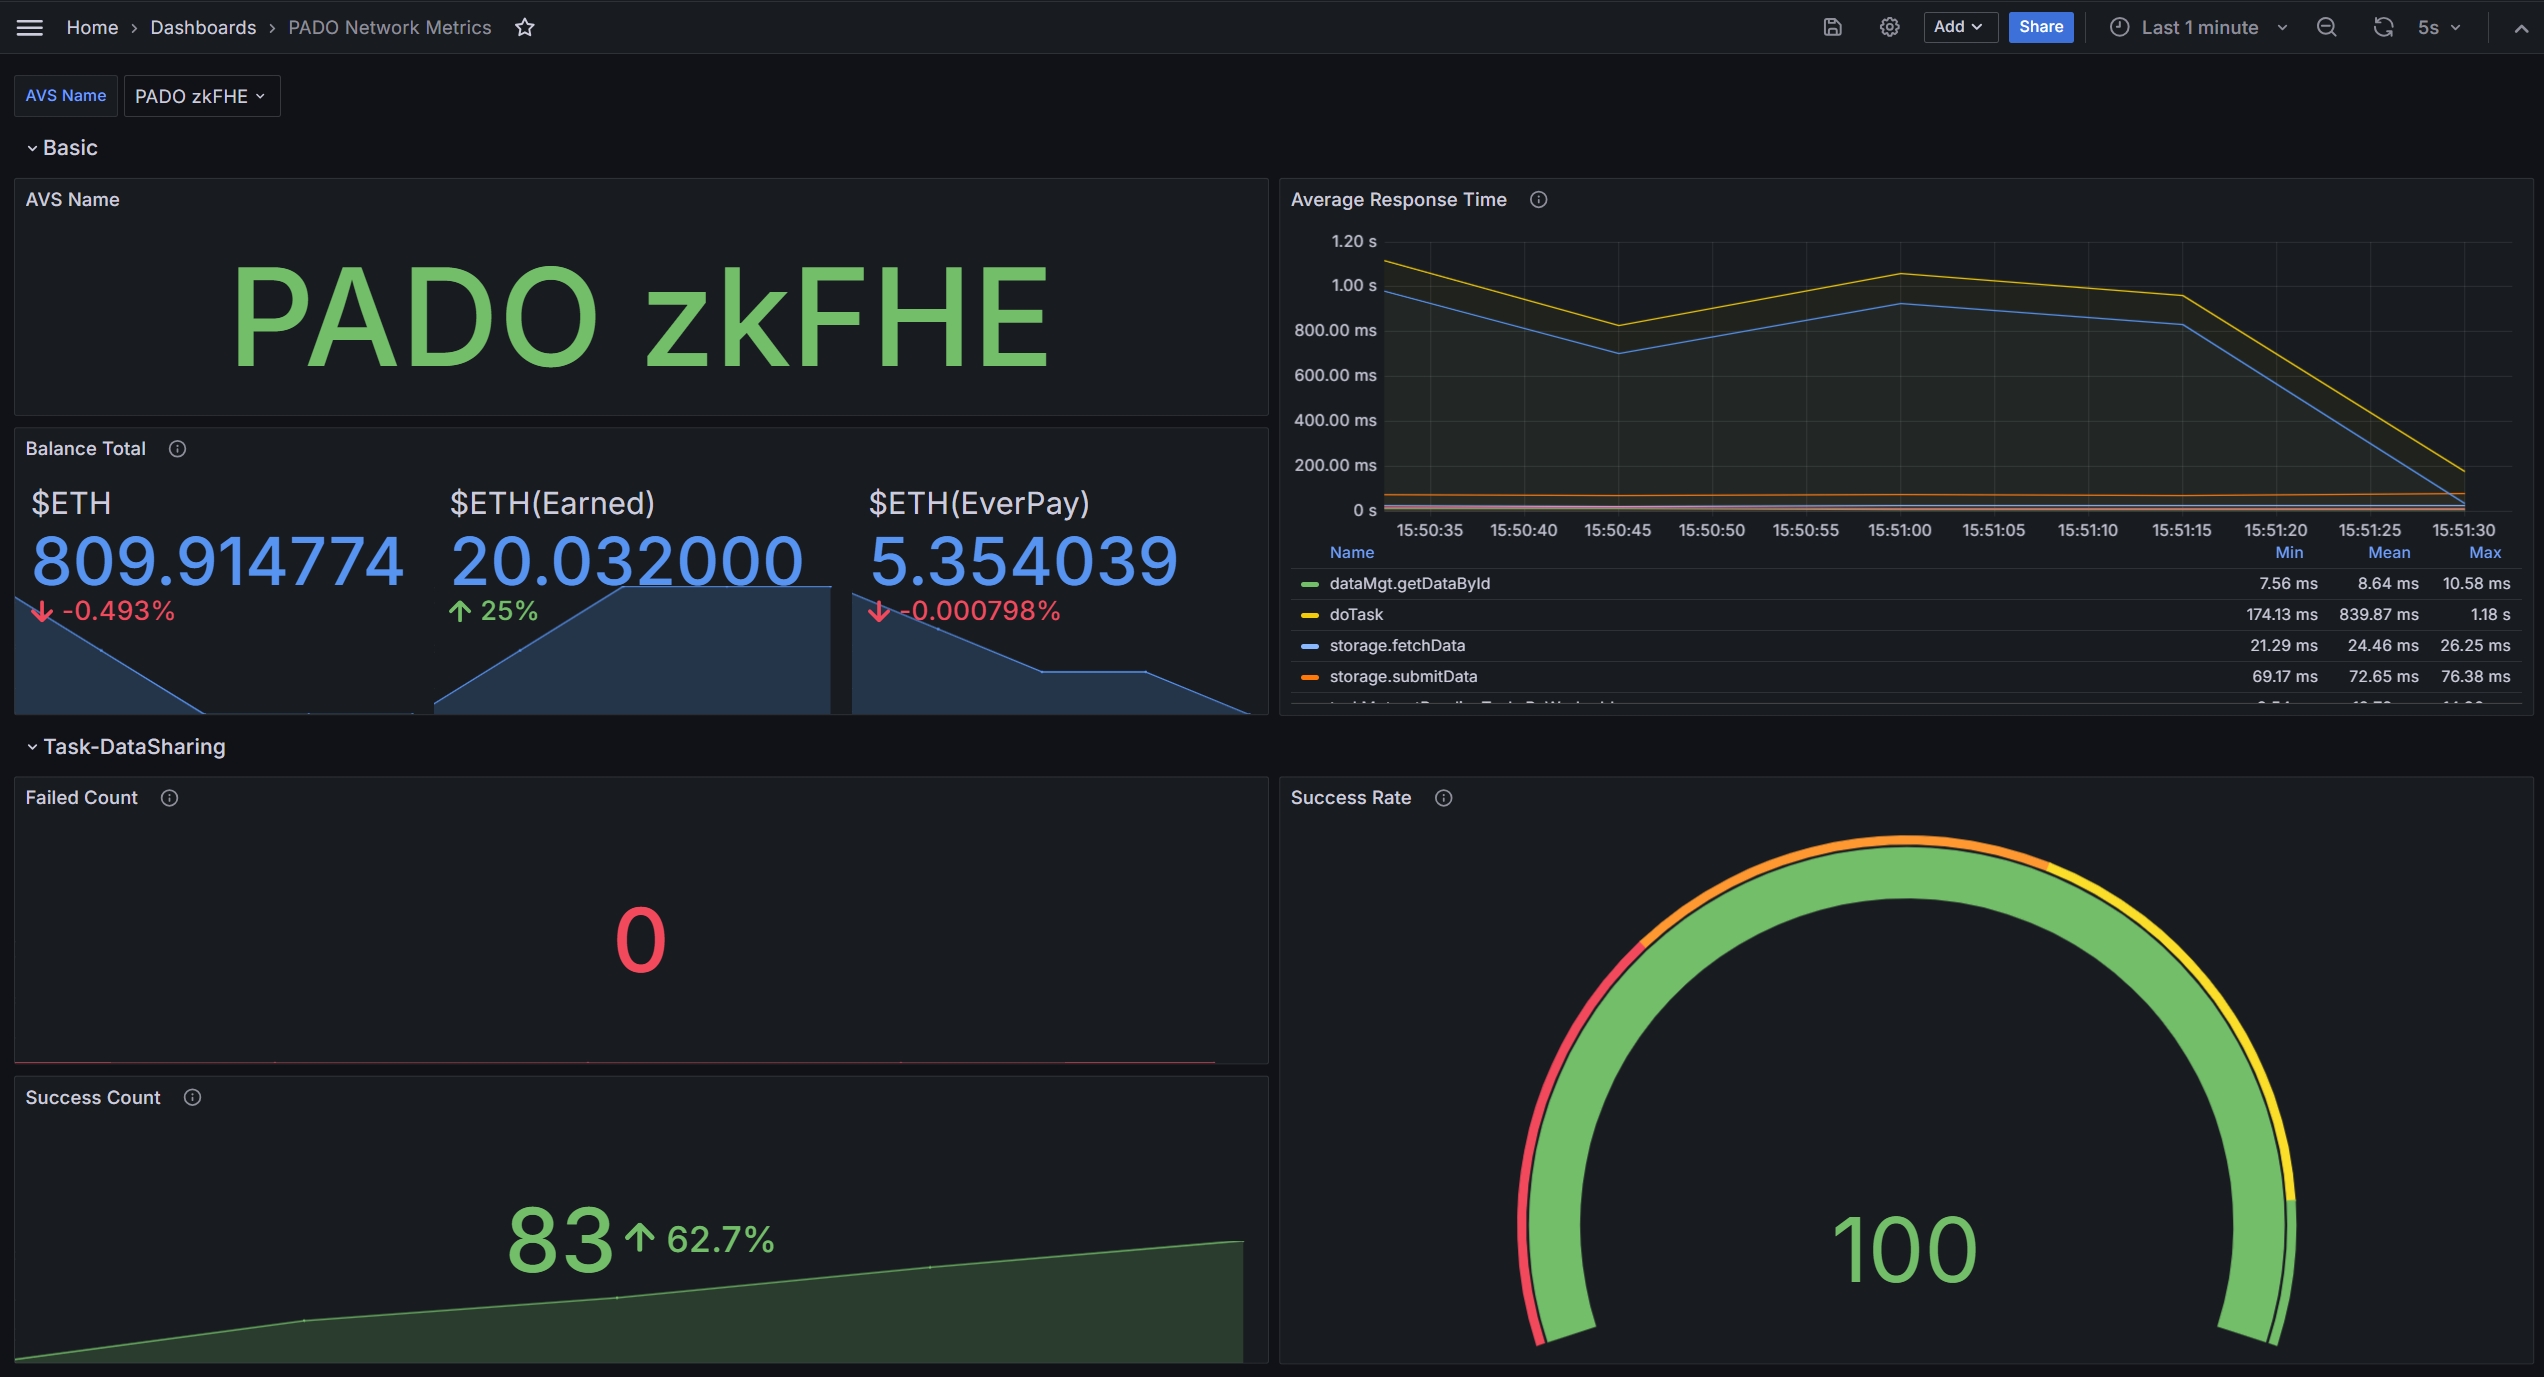 Home › Dashboards › PADO Network Metrics
Add
Share
Last 1 minute
5s
AVS Name
PADO zkFHE
Basic
AVS Name
PADO zkFHE
Balance Total
$ETH
809.914774
-0.493%
$ETH(Earned)
20.032000
25%
$ETH(EverPay)
5.354039
-0.000798%
Average Response Time
1.20 s
1.00 s
800.00 ms
600.00 ms
400.00 ms
200.00 ms
0 s
15:50:35 15:50:40 15:50:45 15:50:50 15:50:55 15:51:00 15:51:05 15:51:10 15:51:15 15:51:20 15:51:25 15:51:30
Name Min Mean Max
dataMgt.getDataById 7.56 ms 8.64 ms 10.58 ms
doTask 174.13 ms 839.87 ms 1.18 s
storage.fetchData 21.29 ms 24.46 ms 26.25 ms
storage.submitData 69.17 ms 72.65 ms 76.38 ms
Task-DataSharing
Failed Count
0
Success Count
83 62.7%
Success Rate
100